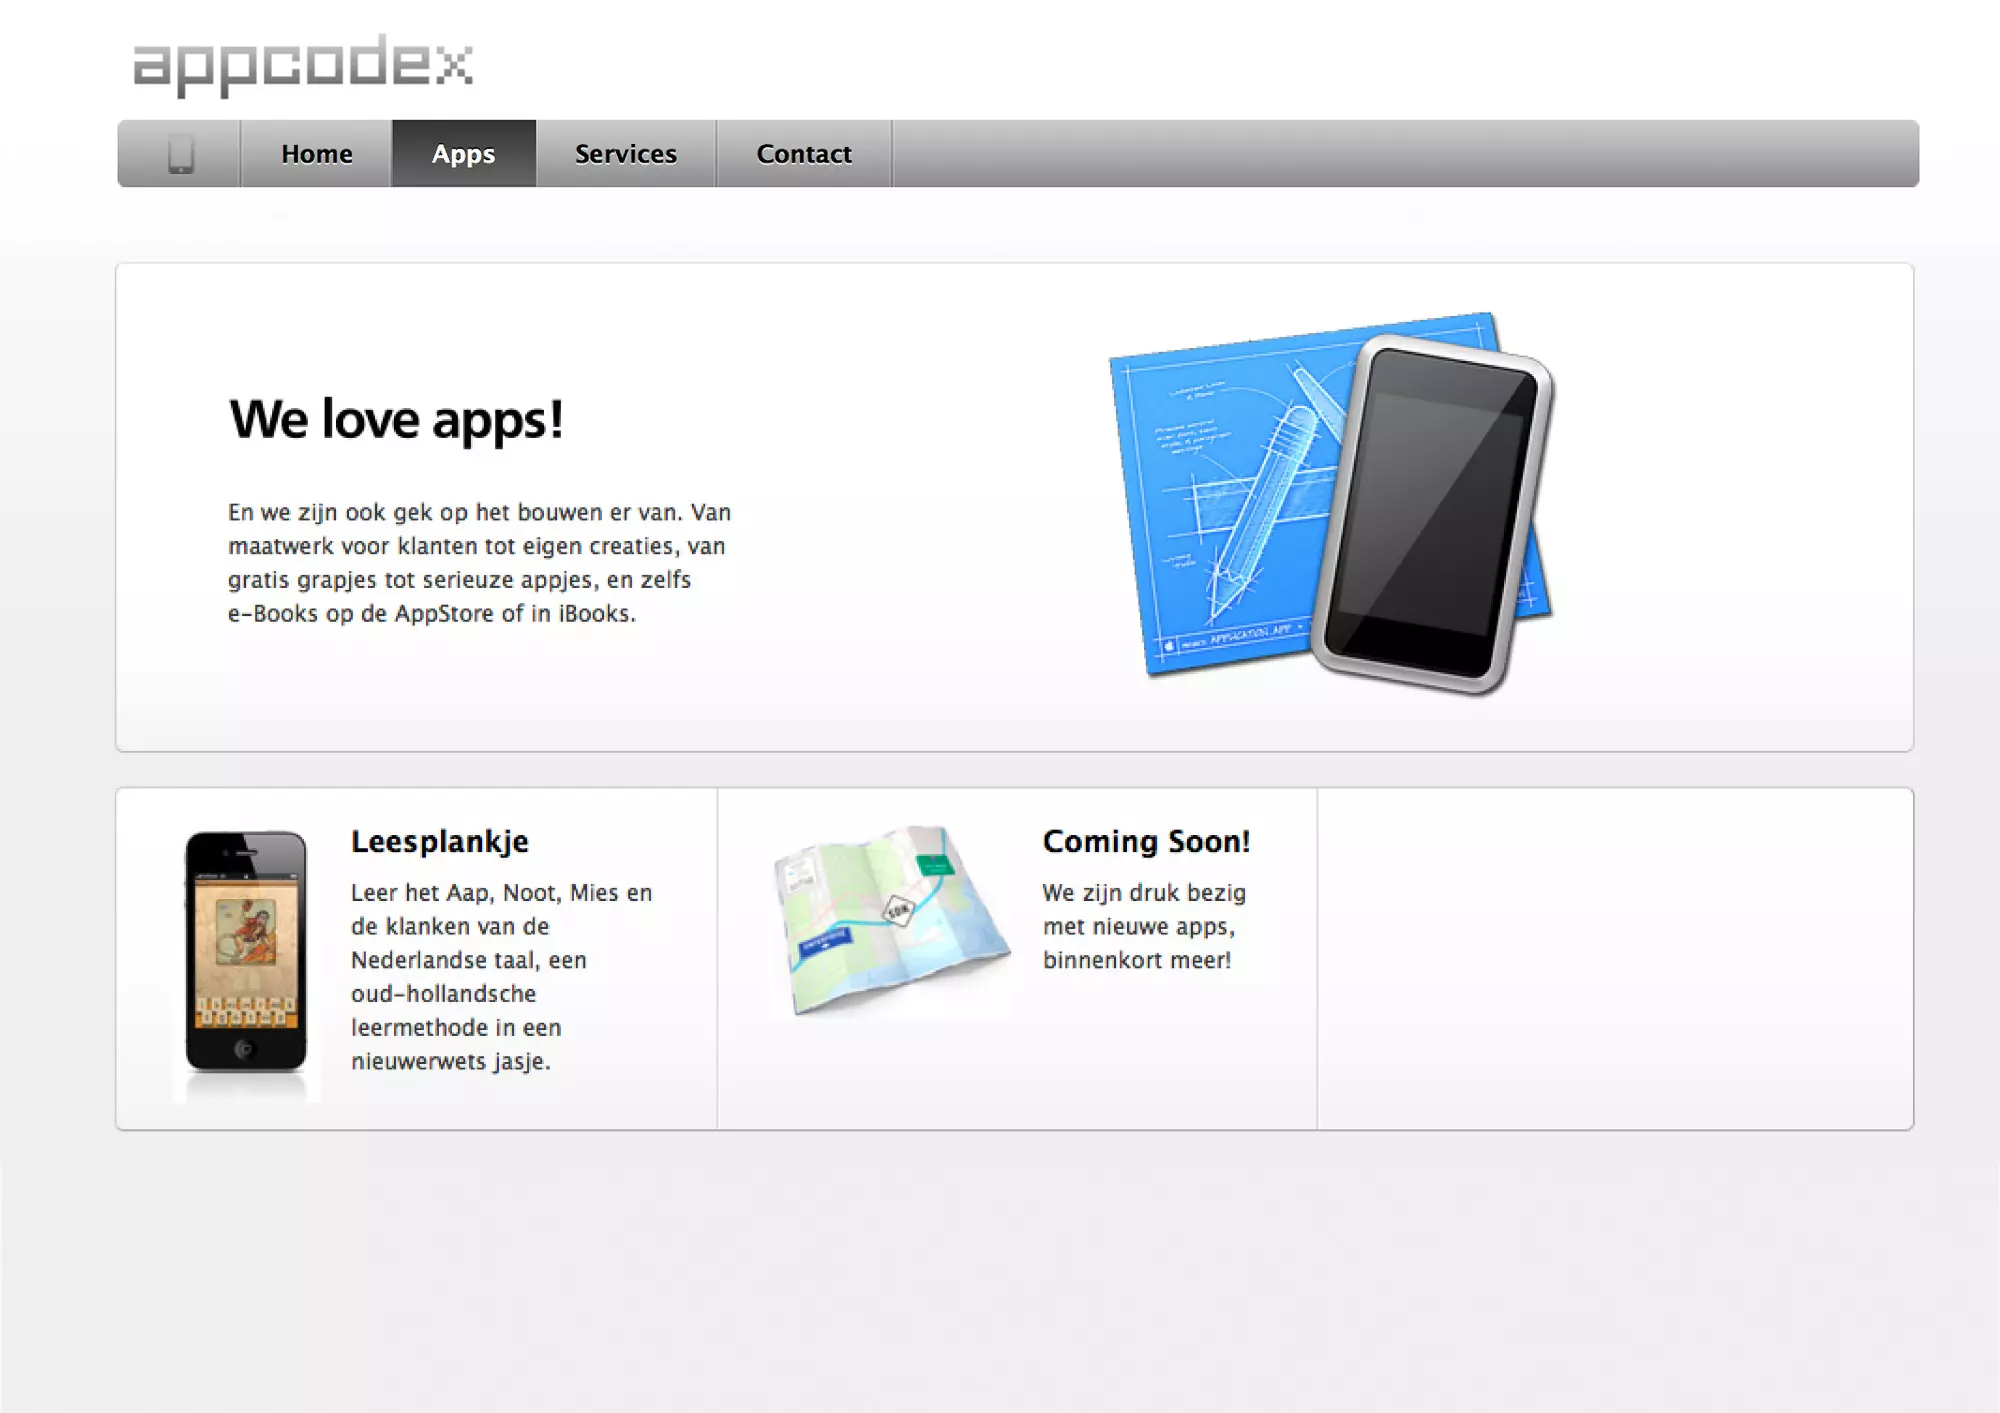 appcodex
Home Apps Services Contact
We love apps!
En we zijn ook gek op het bouwen er van. Van
maatwerk voor klanten tot eigen creaties, van
gratis grapjes tot serieuze appjes, en zelfs
e-Books op de AppStore of in iBooks.
APPLICATION.APP
Leesplankje
Leer het Aap, Noot, Mies en
de klanken van de
Nederlandse taal, een
oud-hollandsche
leermethode in een
nieuwerwets jasje.
SDK
Coming Soon!
We zijn druk bezig
met nieuwe apps,
binnenkort meer!